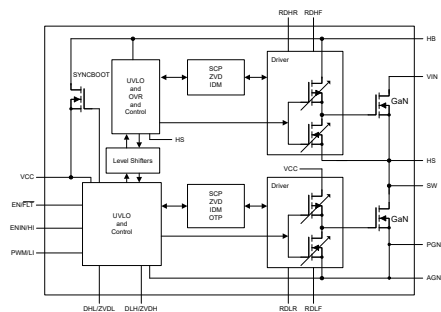 RDHR RDHF
HB
SYNCBOOT
Driver
UVLO
and
OVR
and
Control
SCP
ZVD
IDM
VIN
GaN
HS
Level Shifters
HS
VCC
VCC
SW
Driver
EN/FLT
UVLO
and
Control
SCP
ZVD
IDM
OTP
GaN
ENIN/HI
PWM/LI
PGN
AGN
DHL/ZVDL DLH/ZVDH
RDLR RDLF